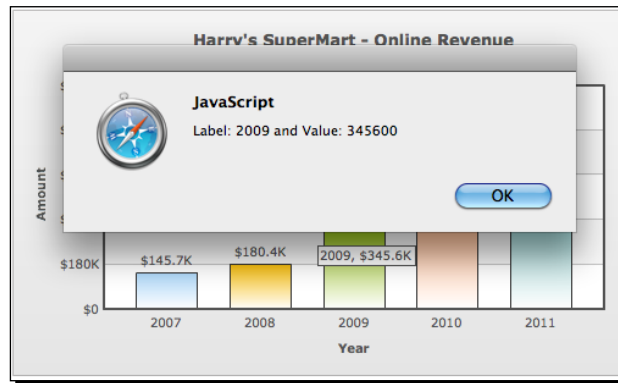 Harry's SuperMart - Online Revenue
JavaScript
Label: 2009 and Value: 345600
OK
Amount
$180K
$0
$145.7K
$180.4K
2009, $345.6K
2007
2008
2009
2010
2011
Year